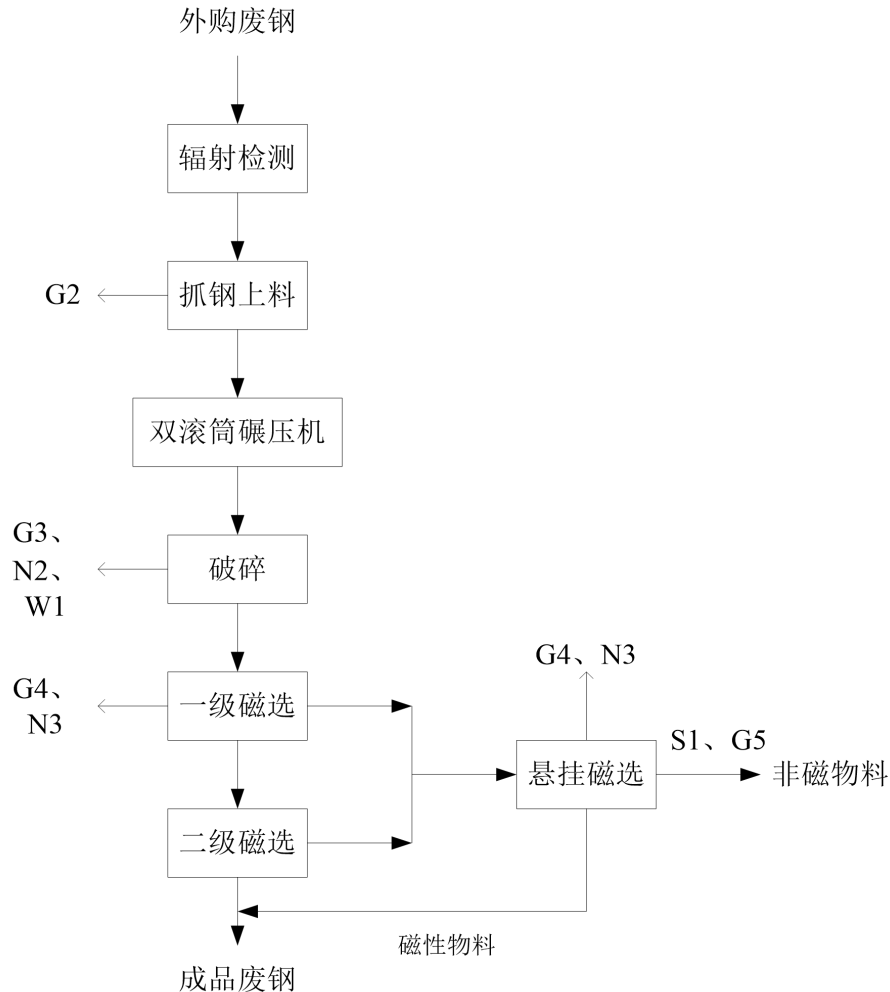 外购废钢
辐射检测
G2
抓钢上料
双滚筒碾压机
G3、
N2、
W1
破碎
G4、
N3
一级磁选
G4、N3
悬挂磁选
S1、G5
非磁物料
二级磁选
磁性物料
成品废钢